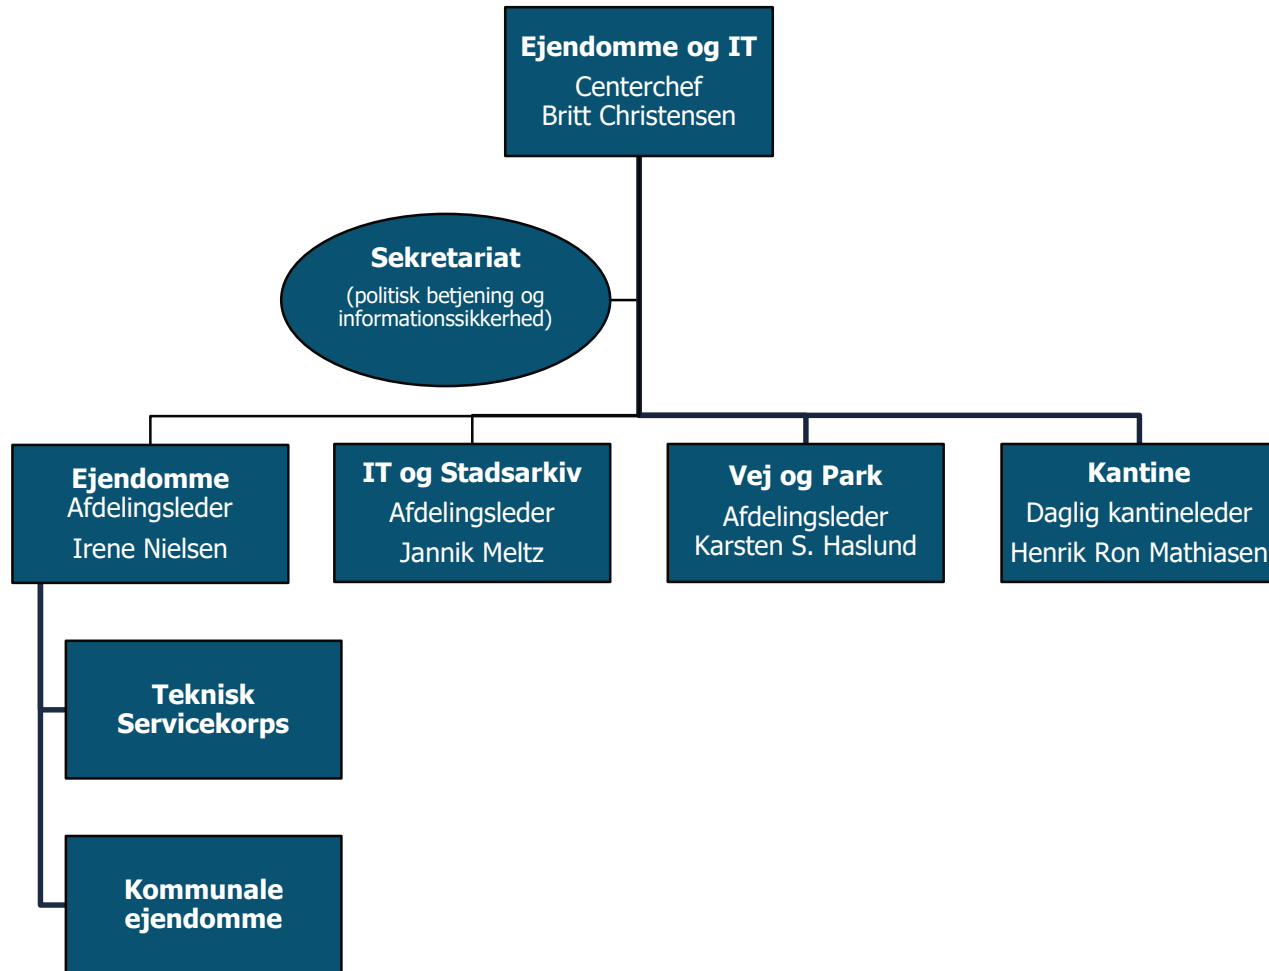 Ejendomme og IT
Centerchef
Britt Christensen
Sekretariat
(politisk betjening og
informationssikkerhed)
Ejendomme
Afdelingsleder
Irene Nielsen
IT og Stadsarkiv
Afdelingsleder
Jannik Meltz
Vej og Park
Afdelingsleder
Karsten S. Haslund
Kantine
Daglig kantineleder
Henrik Ron Mathiasen
Teknisk
Servicekorps
Kommunale
ejendomme